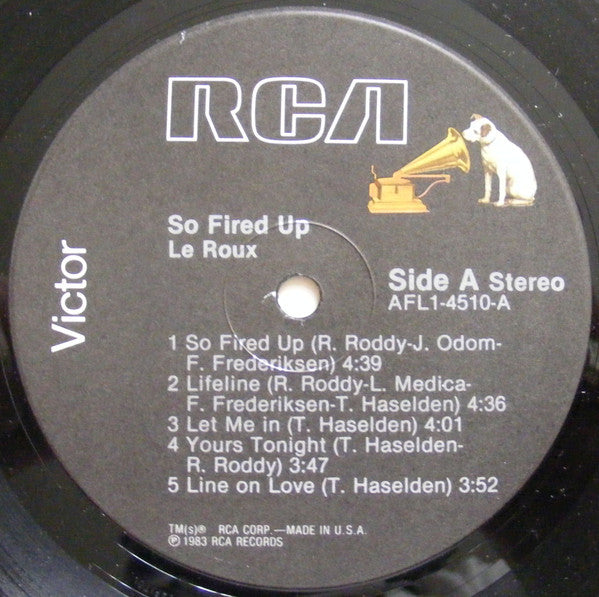 RCA
Victor
So Fired Up
Le Roux
Side A Stereo
AFL1-4510-A
1 So Fired Up (R. Roddy-J. Odom-
F. Frederiksen) 4:39
2 Lifeline (R. Roddy-L. Medica-
F. Frederiksen-T. Haselden) 4:36
3 Let Me in (T. Haselden) 4:01
4 Yours Tonight (T. Haselden-
R. Roddy) 3:47
5 Line on Love (T. Haselden) 3:52
TM(s)® RCA CORP.—MADE IN U.S.A.
℗ 1983 RCA RECORDS